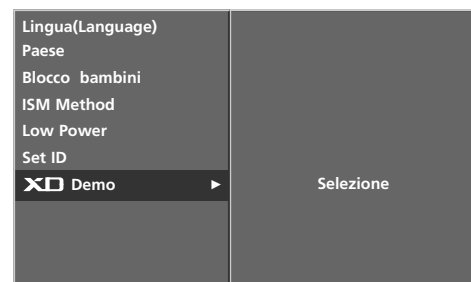 Lingua(Language)
Paese
Blocco bambini
ISM Method
Low Power
Set ID
XD Demo ► Selezione